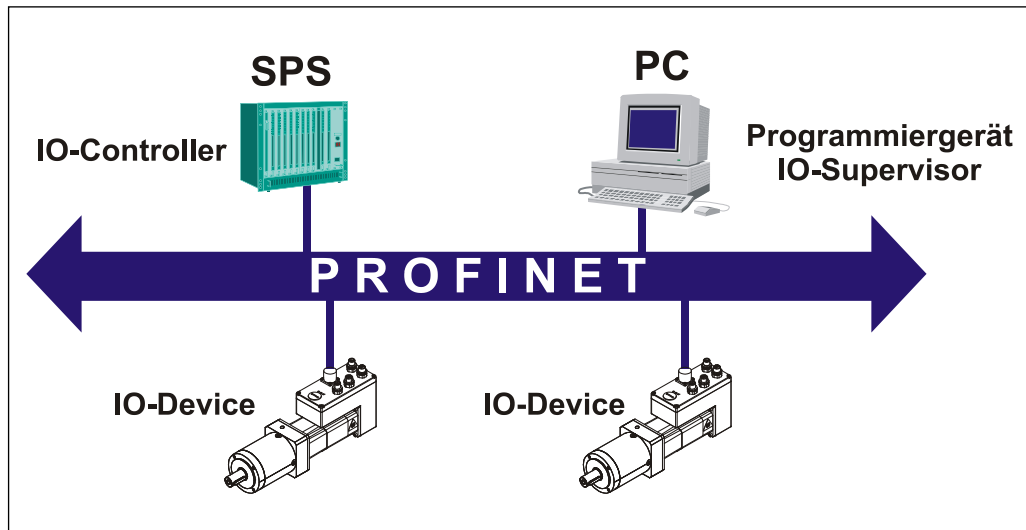 SPS
PC
IO-Controller
Programmiergerät
IO-Supervisor
PROFINET
IO-Device
IO-Device